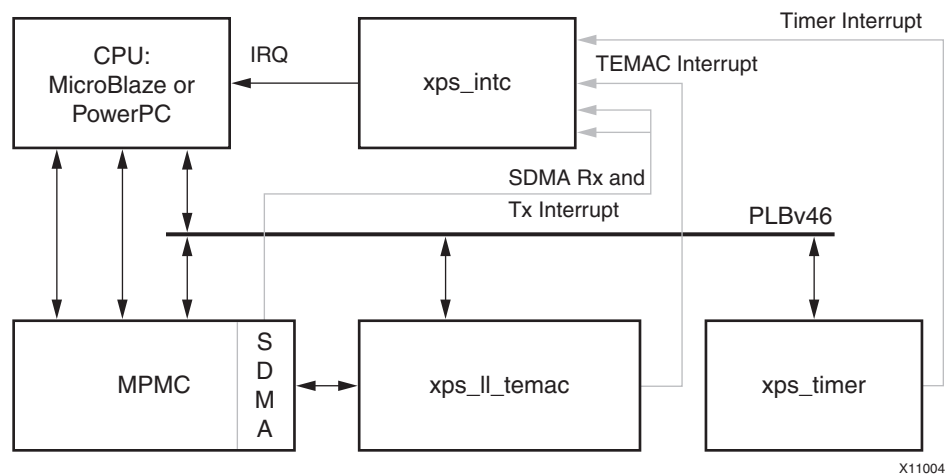 Timer Interrupt
CPU:
MicroBlaze or
PowerPC
IRQ
xps_intc
TEMAC Interrupt
SDMA Rx and
Tx Interrupt
PLBv46
MPMC
S
D
M
A
xps_ll_temac
xps_timer
X11004